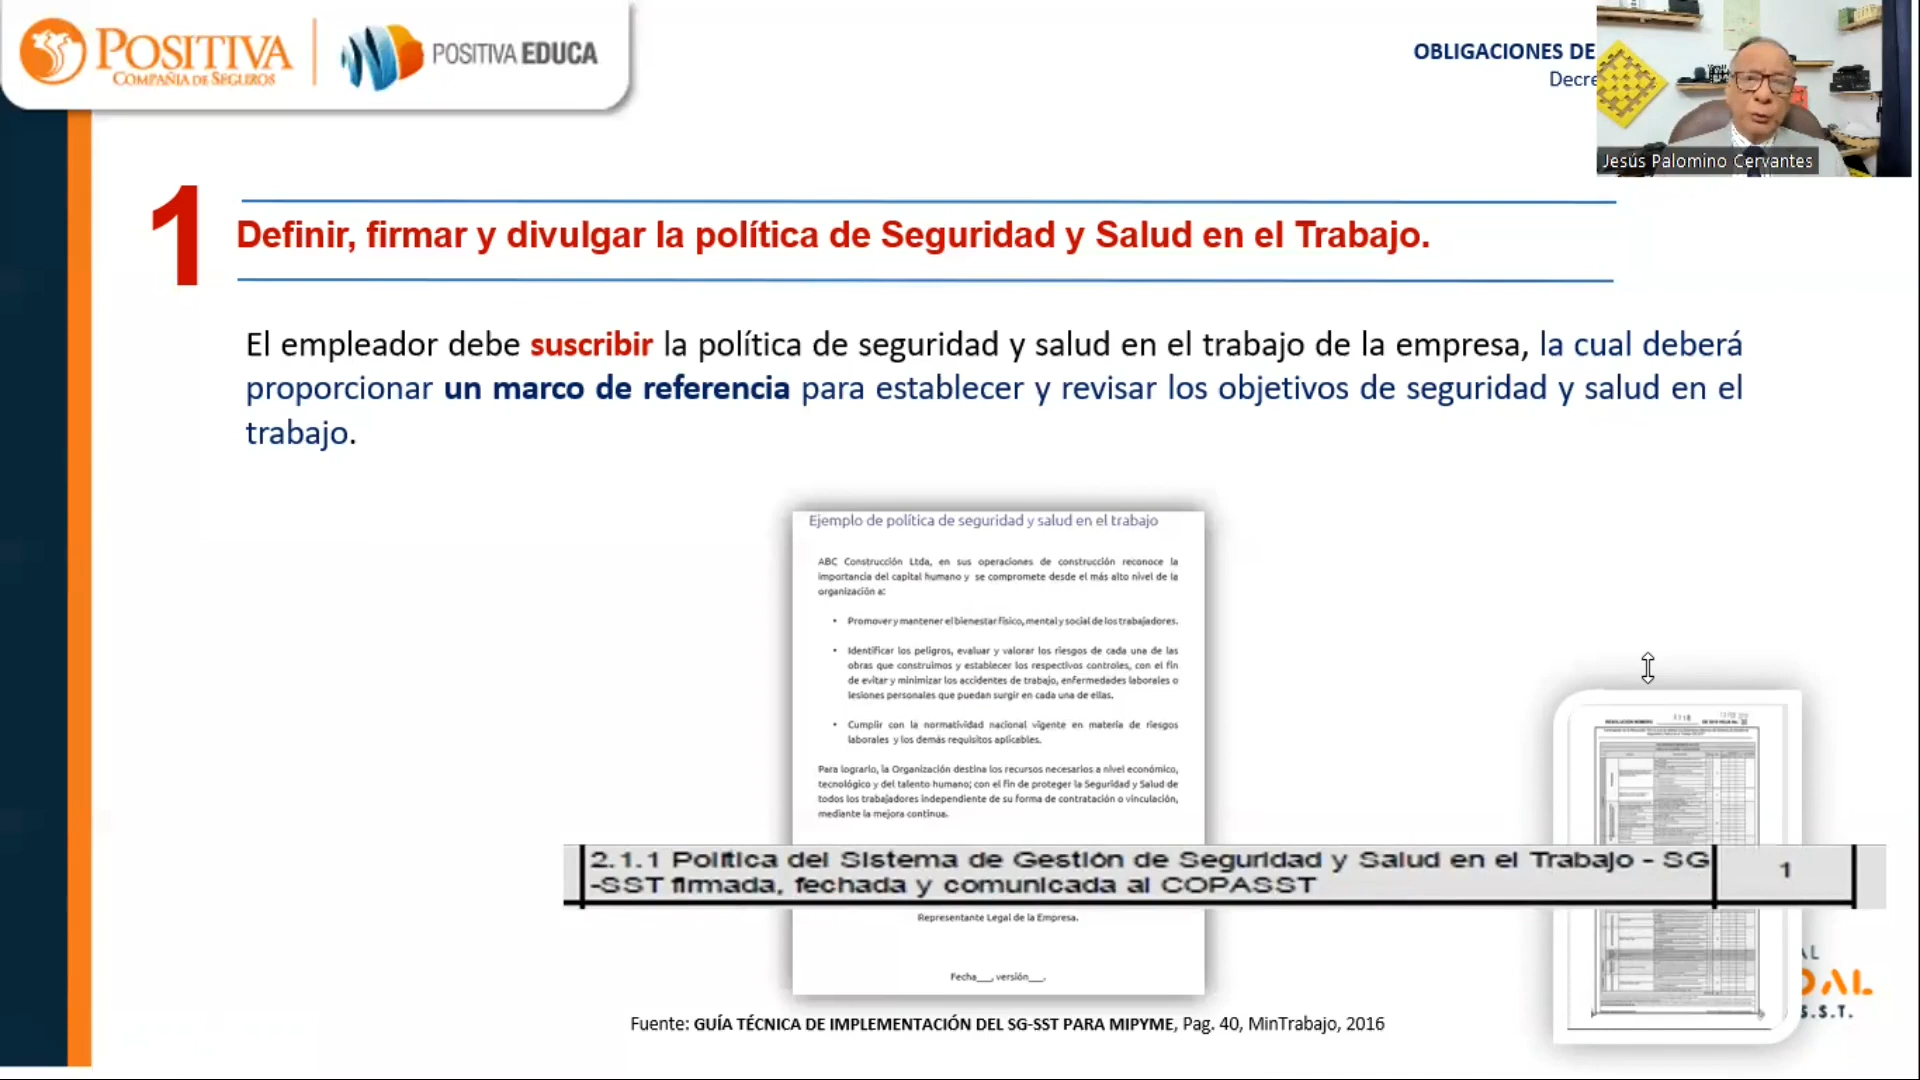 POSITIVA
COMPAÑIA DE SEGUROS
POSITIVA EDUCA
OBLIGACIONES DE
Decre
Jesús Palomino Cervantes
1
Definir, firmar y divulgar la política de Seguridad y Salud en el Trabajo.
El empleador debe suscribir la política de seguridad y salud en el trabajo de la empresa, la cual deberá
proporcionar un marco de referencia para establecer y revisar los objetivos de seguridad y salud en el
trabajo.
Ejemplo de política de seguridad y salud en el trabajo
ABC Construcción Ltda, en sus operaciones de construcción reconoce la
importancia del capital humano y se compromete desde el más alto nivel de la
organización a:
• Promover y mantener el bienestar físico, mental y social de los trabajadores.
• Identificar los peligros, evaluar y valorar los riesgos de cada una de las
obras que construimos y establecer los respectivos controles, con el fin
de evitar y minimizar los accidentes de trabajo, enfermedades laborales o
lesiones personales que puedan surgir en cada una de ellas.
• Cumplir con la normatividad nacional vigente en materia de riesgos
laborales y los demás requisitos aplicables.
Para lograrlo, la Organización destina los recursos necesarios a nivel económico,
tecnológico y del talento humano; con el fin de proteger la Seguridad y Salud de
todos los trabajadores independiente de su forma de contratación o vinculación,
mediante la mejora continua.
2.1.1 Política del Sistema de Gestión de Seguridad y Salud en el Trabajo - SG
-SST firmada, fechada y comunicada al COPASST
1
Representante Legal de la Empresa.
Fecha___, versión___.
Fuente: GUÍA TÉCNICA DE IMPLEMENTACIÓN DEL SG-SST PARA MIPYME, Pag. 40, MinTrabajo, 2016
AL
S.S.T.